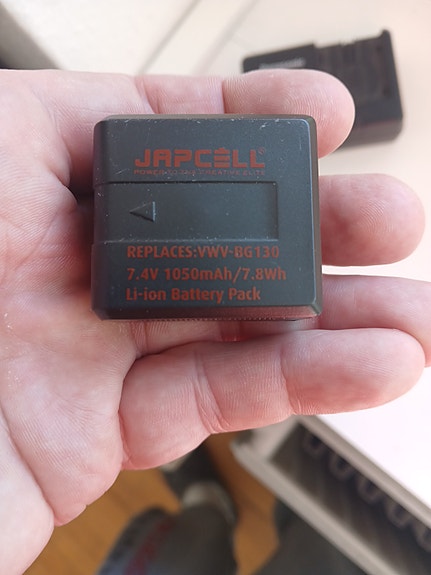 JAPCELL
REPLACES:VWV-BG130
7.4V 1050mAh/7.8Wh
Li-ion Battery Pack